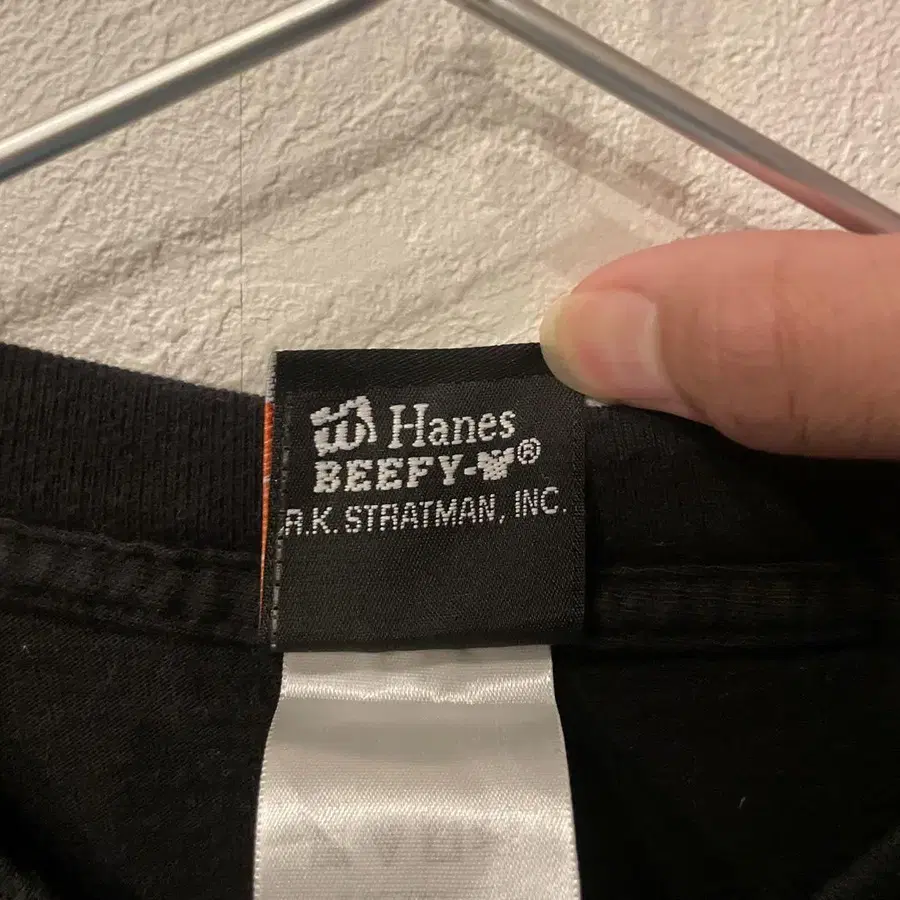 Hanes
BEEFY-T®
R.K. STRATMAN, INC.